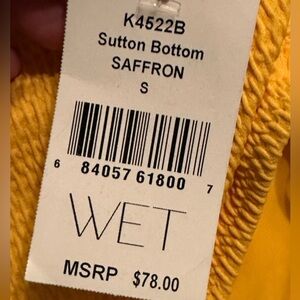 K4522B
Sutton Bottom
SAFFRON
S
6 84057 61800 7
WET
MSRP $78.00